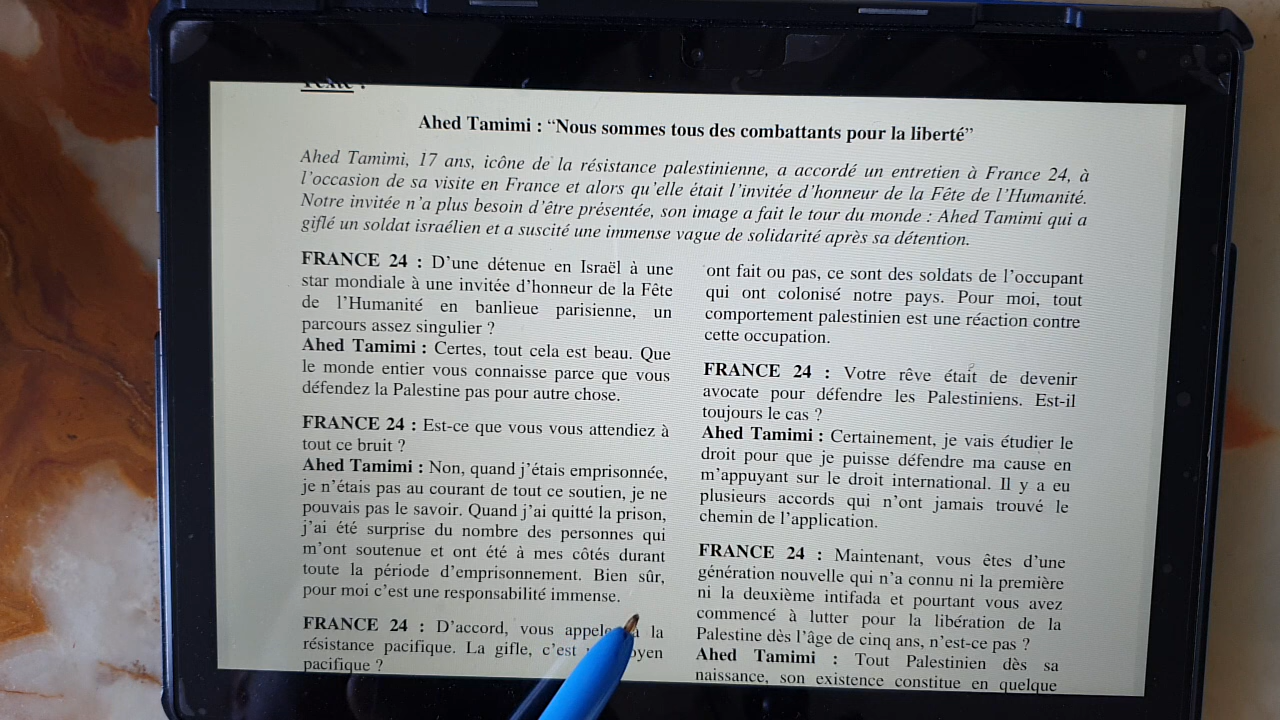 Texte :
Ahed Tamimi : “Nous sommes tous des combattants pour la liberté”
Ahed Tamimi, 17 ans, icône de la résistance palestinienne, a accordé un entretien à France 24, à
l’occasion de sa visite en France et alors qu’elle était l’invitée d’honneur de la Fête de l’Humanité.
Notre invitée n’a plus besoin d’être présentée, son image a fait le tour du monde : Ahed Tamimi qui a
giflé un soldat israélien et a suscité une immense vague de solidarité après sa détention.
FRANCE 24 : D’une détenue en Israël à une
star mondiale à une invitée d’honneur de la Fête
de l’Humanité en banlieue parisienne, un
parcours assez singulier ?
Ahed Tamimi : Certes, tout cela est beau. Que
le monde entier vous connaisse parce que vous
défendez la Palestine pas pour autre chose.
FRANCE 24 : Est-ce que vous vous attendiez à
tout ce bruit ?
Ahed Tamimi : Non, quand j’étais emprisonnée,
je n’étais pas au courant de tout ce soutien, je ne
pouvais pas le savoir. Quand j’ai quitté la prison,
j’ai été surprise du nombre des personnes qui
m’ont soutenue et ont été à mes côtés durant
toute la période d’emprisonnement. Bien sûr,
pour moi c’est une responsabilité immense.
FRANCE 24 : D’accord, vous à la
résistance pacifique. La gifle, c’est
pacifique ?
ont fait ou pas, ce sont des soldats de l’occupant
qui ont colonisé notre pays. Pour moi, tout
comportement palestinien est une réaction contre
cette occupation.
FRANCE 24 : Votre rêve était de devenir
avocate pour défendre les Palestiniens. Est-il
toujours le cas ?
Ahed Tamimi : Certainement, je vais étudier le
droit pour que je puisse défendre ma cause en
m’appuyant sur le droit international. Il y a eu
plusieurs accords qui n’ont jamais trouvé le
chemin de l’application.
FRANCE 24 : Maintenant, vous êtes d’une
génération nouvelle qui n’a connu ni la première
ni la deuxième intifada et pourtant vous avez
commencé à lutter pour la libération de la
Palestine dès l’âge de cinq ans, n’est-ce pas ?
Ahed Tamimi : Tout Palestinien dès sa
naissance, son existence constitue en quelque